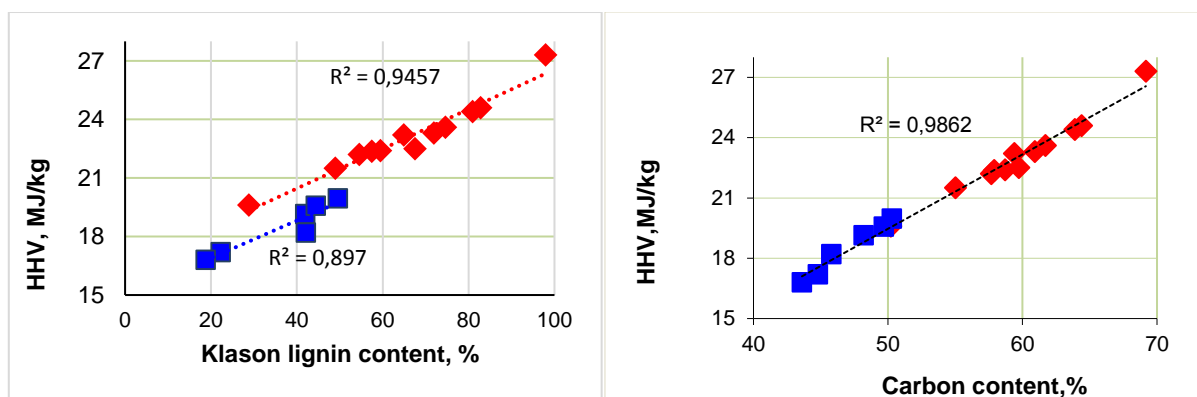 HHV, MJ/kg
27
24
21
18
15
R² = 0,9457
R² = 0,897
0
20
40
60
80
100
Klason lignin content, %
HHV,MJ/kg
27
24
21
18
15
R² = 0,9862
40
50
60
70
Carbon content,%